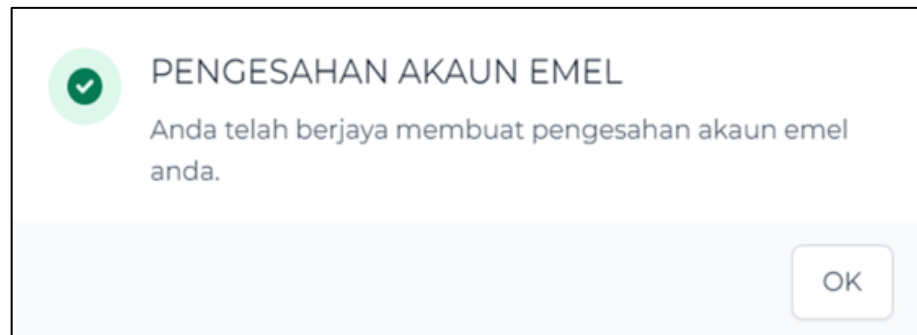 PENGESAHAN AKAUN EMEL
Anda telah berjaya membuat pengesahan akaun emel
anda.
OK